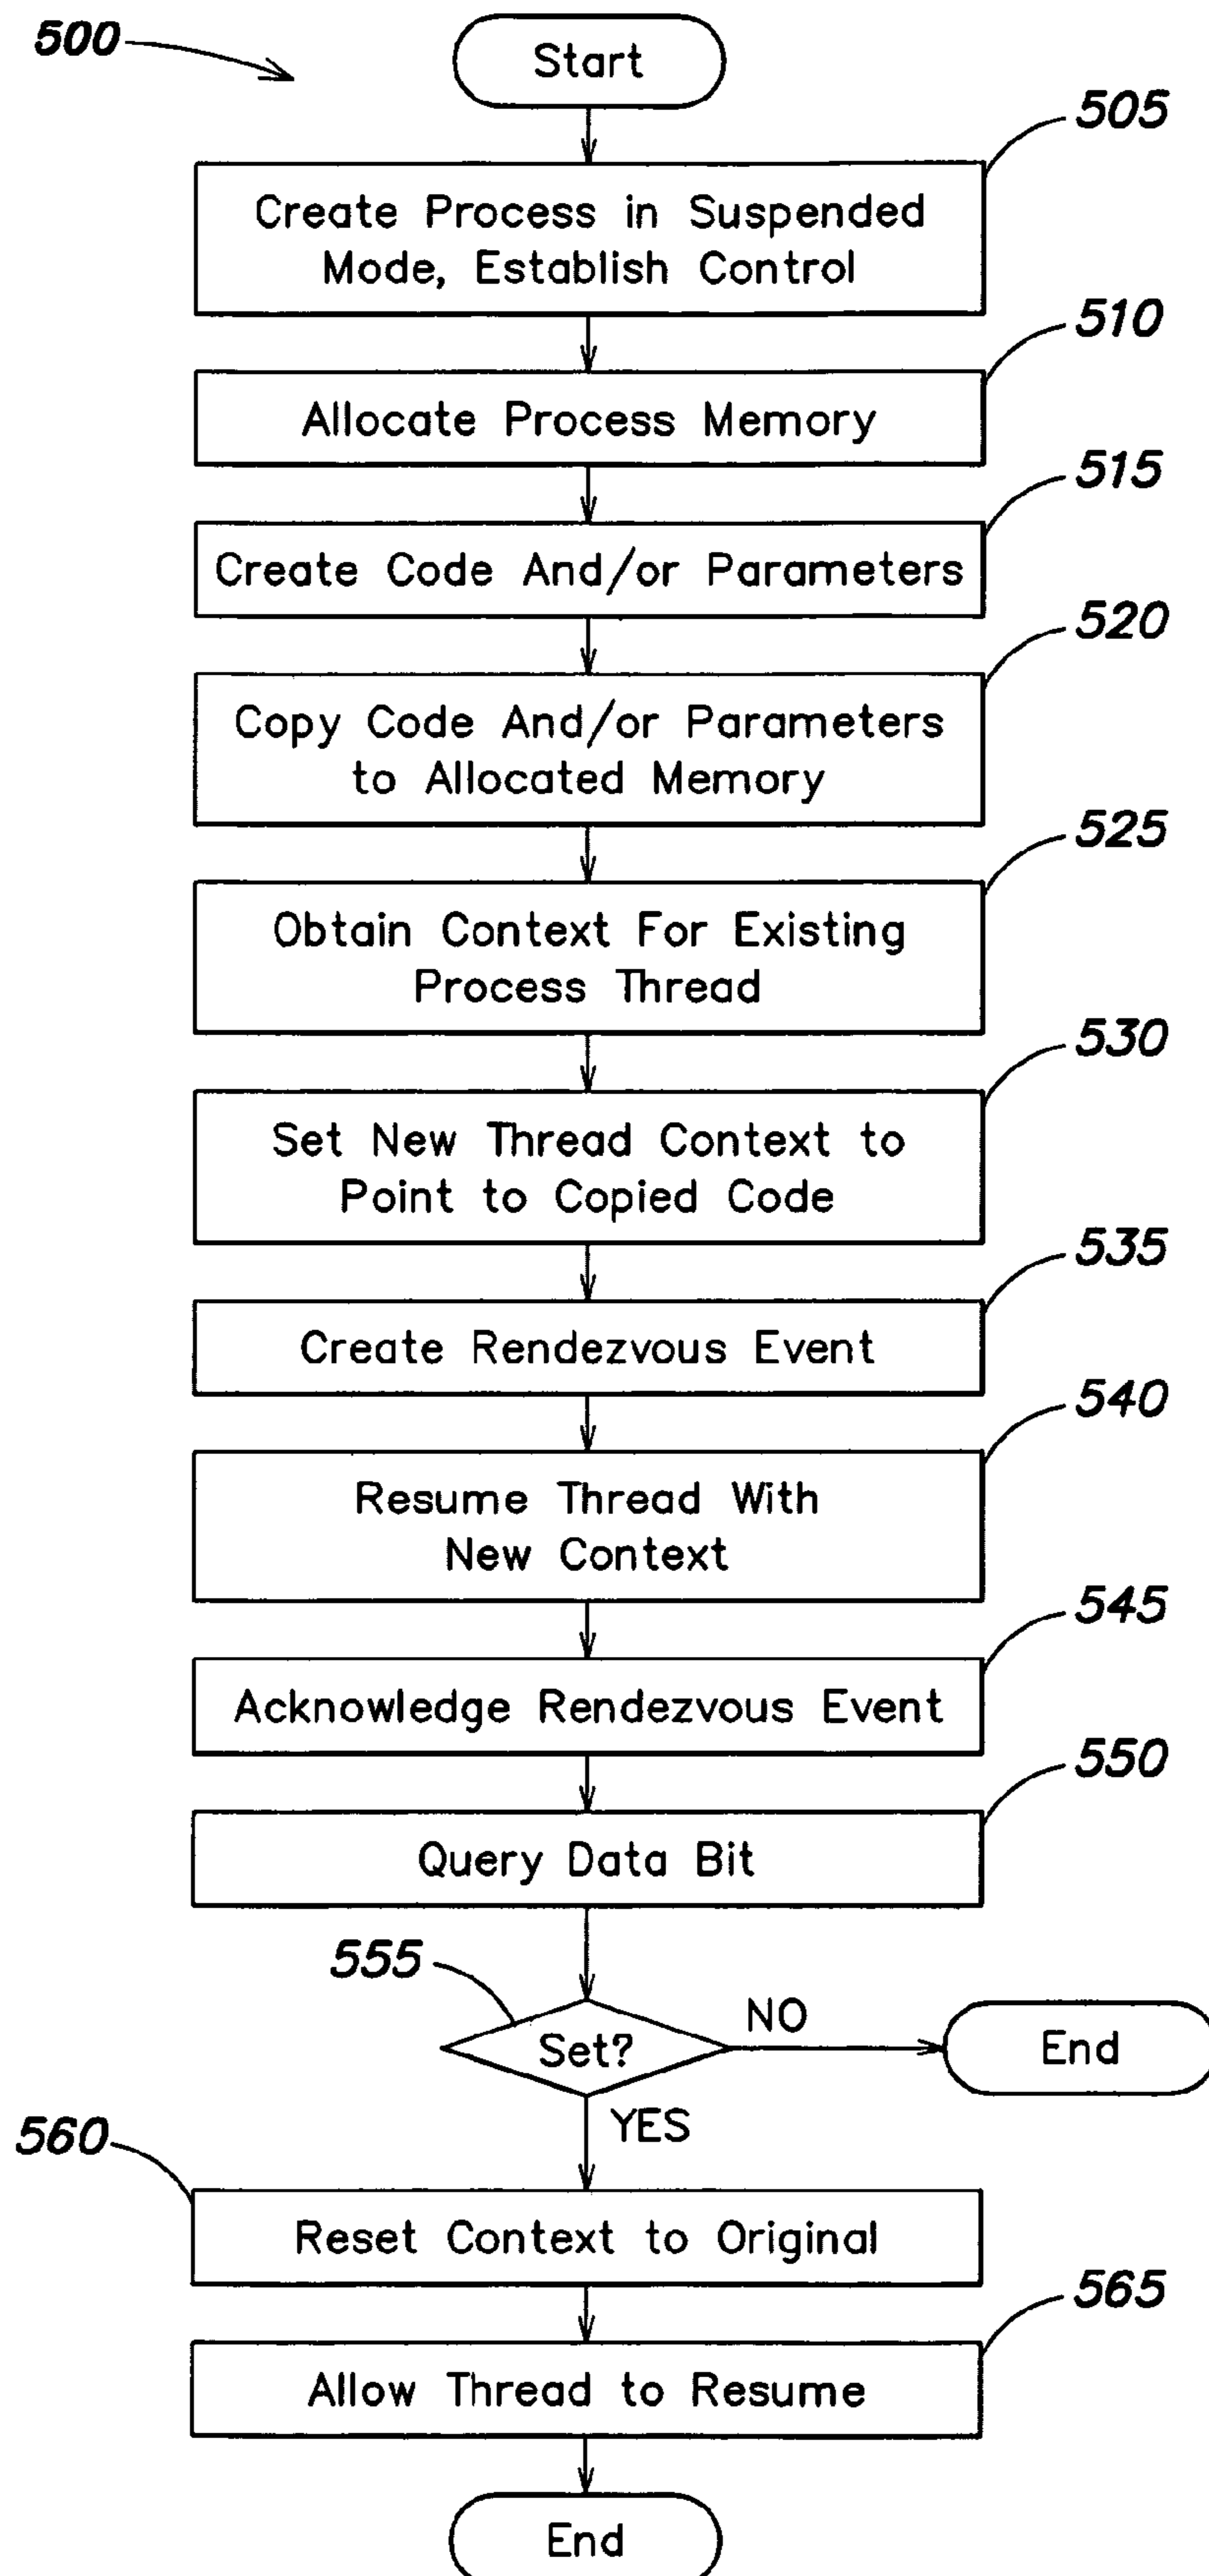 500
Start
505
Create Process in Suspended
Mode, Establish Control
510
Allocate Process Memory
515
Create Code And/or Parameters
520
Copy Code And/or Parameters
to Allocated Memory
525
Obtain Context For Existing
Process Thread
530
Set New Thread Context to
Point to Copied Code
535
Create Rendezvous Event
540
Resume Thread With
New Context
545
Acknowledge Rendezvous Event
550
Query Data Bit
555
Set?
NO
End
YES
560
Reset Context to Original
565
Allow Thread to Resume
End